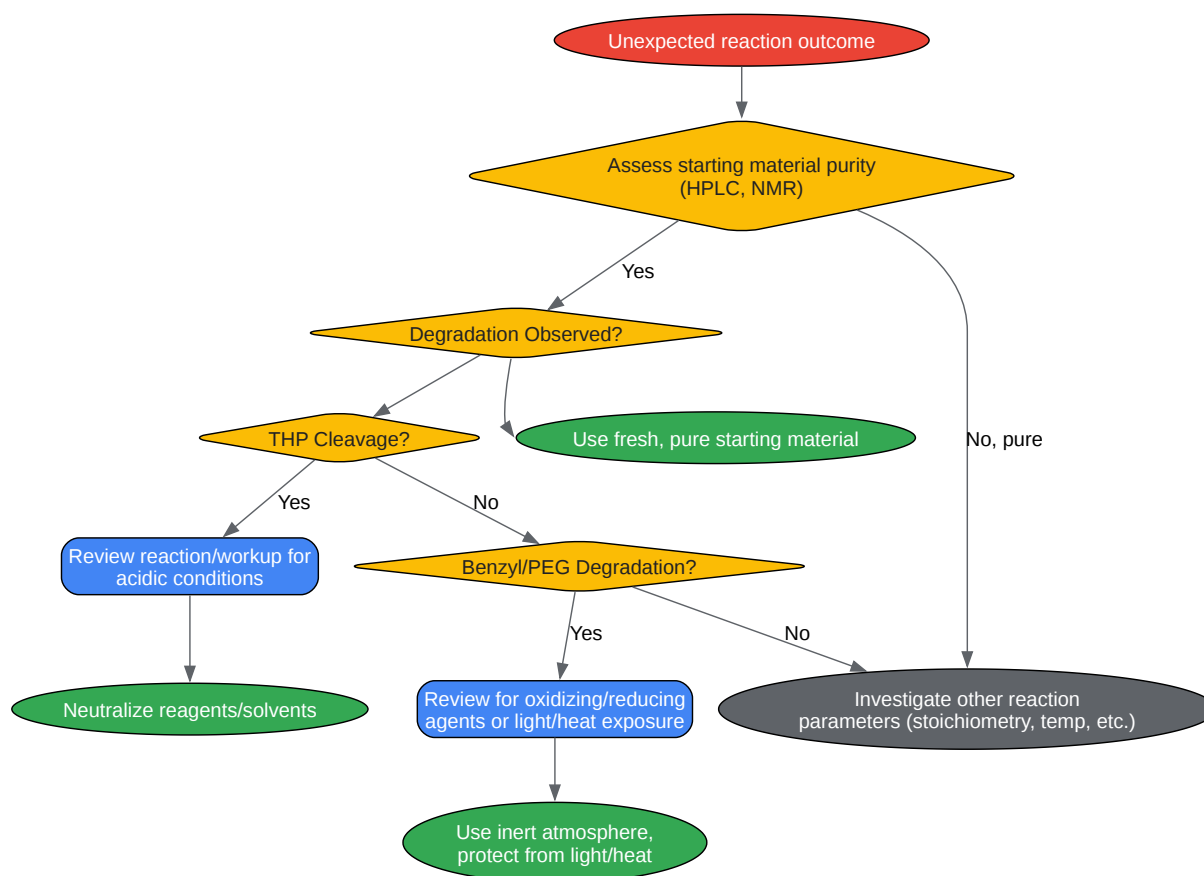 Unexpected reaction outcome
Assess starting material purity
(HPLC, NMR)
Yes
Degradation Observed?
THP Cleavage?
Use fresh, pure starting material
No, pure
Yes
No
Review reaction/workup for
acidic conditions
Benzyl/PEG Degradation?
Yes
No
Neutralize reagents/solvents
Review for oxidizing/reducing
agents or light/heat exposure
Investigate other reaction
parameters (stoichiometry, temp, etc.)
Use inert atmosphere,
protect from light/heat